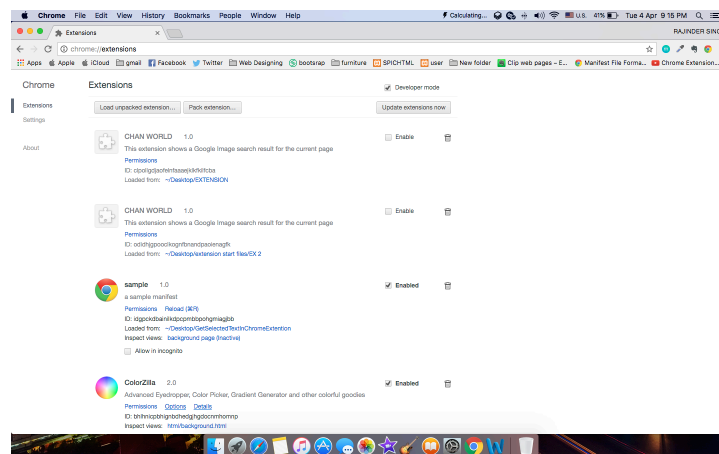 Chrome File Edit View History Bookmarks People Window Help Calculating... U.S. 41% Tue 4 Apr 9 15 PM
Extensions × RAJINDER SING
chrome://extensions
Apps Apple iCloud gmail Facebook Twitter Web Designing bootsrap furniture SPICHTML user New folder Clip web pages – E... Manifest File Forma... Chrome Extension...
Chrome Extensions Developer mode
Extensions Load unpacked extension... Pack extension... Update extensions now
Settings
About
CHAN WORLD 1.0 Enable
This extension shows a Google Image search result for the current page
Permissions
Loaded from: ~/Desktop/EXTENSION
CHAN WORLD 1.0 Enable
This extension shows a Google Image search result for the current page
Permissions
Loaded from: ~/Desktop/extension start files/EX 2
sample 1.0 Enabled
a sample manifest
Permissions Reload (⌘R)
Loaded from: ~/Desktop/GetSelectedTextInChromeExtention
Inspect views: background page (Inactive)
Allow in incognito
ColorZilla 2.0 Enabled
Advanced Eyedropper, Color Picker, Gradient Generator and other colorful goodies
Permissions Options Details
ID: bhlhnicpbhignbdhedgjhgdocnmhomnp
Inspect views: html/background.html